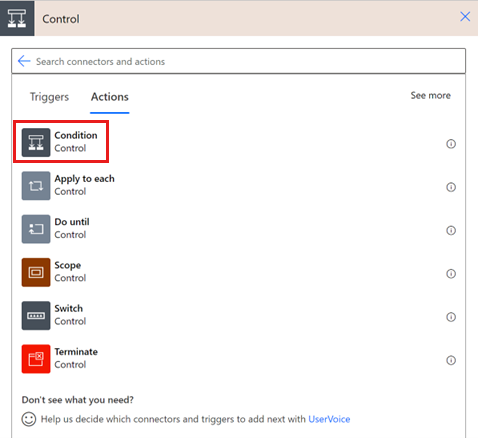 Control
Search connectors and actions
Triggers
Actions
See more
Condition
Control
Apply to each
Control
Do until
Control
Scope
Control
Switch
Control
Terminate
Control
Don't see what you need?
Help us decide which connectors and triggers to add next with UserVoice